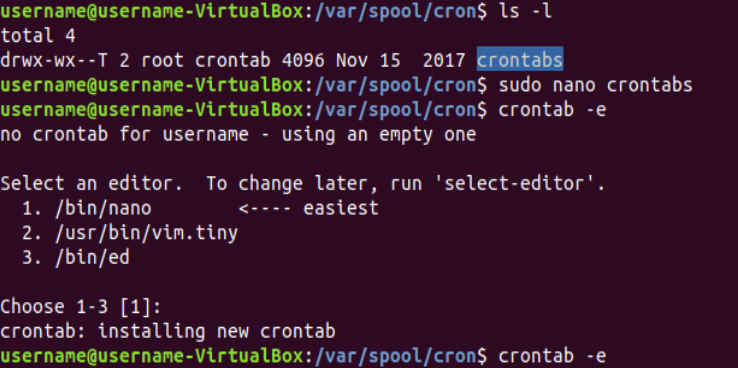 username@username-VirtualBox:/var/spool/cron$ ls -l
total 4
drwx-wx--T 2 root crontab 4096 Nov 15  2017 crontabs
username@username-VirtualBox:/var/spool/cron$ sudo nano crontabs
username@username-VirtualBox:/var/spool/cron$ crontab -e
no crontab for username - using an empty one

Select an editor.  To change later, run 'select-editor'.
  1. /bin/nano        <---- easiest
  2. /usr/bin/vim.tiny
  3. /bin/ed

Choose 1-3 [1]:
crontab: installing new crontab
username@username-VirtualBox:/var/spool/cron$ crontab -e